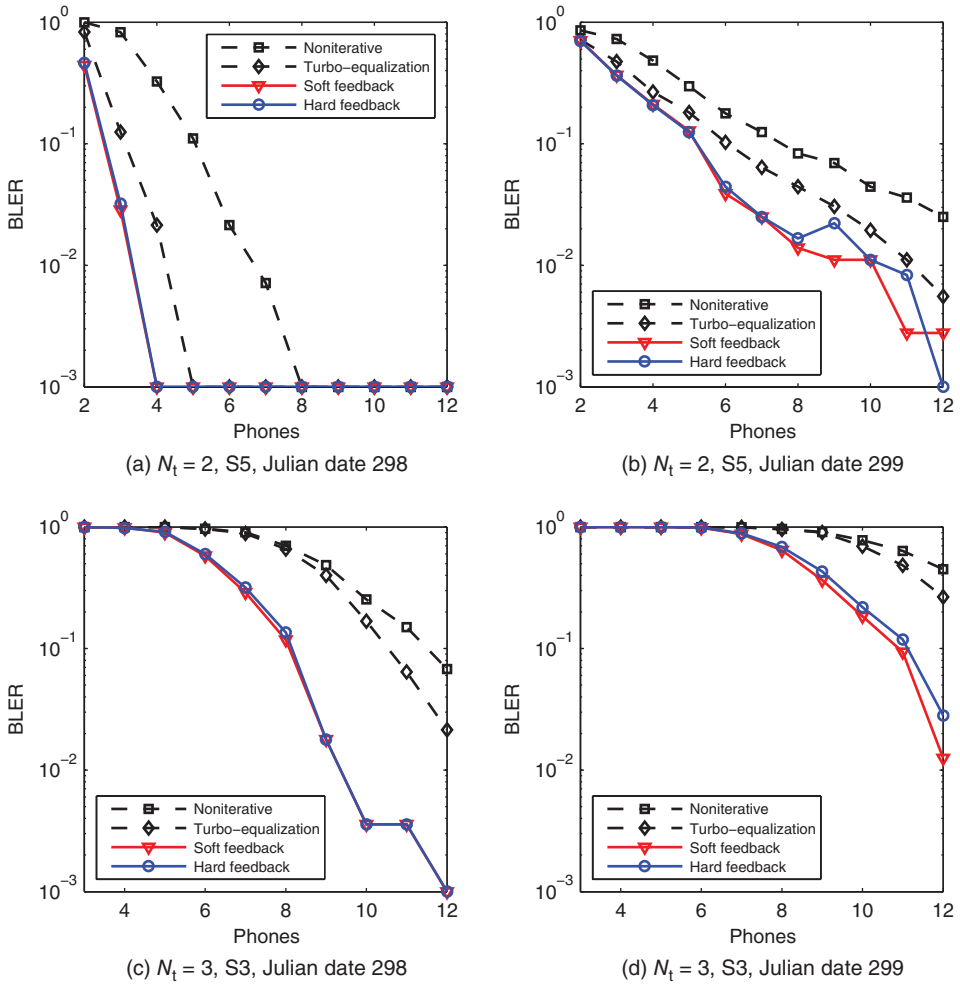 10^0
10^-1
10^-2
10^-3
BLER
2 4 6 8 10 12
Phones
Noniterative
Turbo-equalization
Soft feedback
Hard feedback
(a) N_t = 2, S5, Julian date 298
10^0
10^-1
10^-2
10^-3
BLER
2 4 6 8 10 12
Phones
Noniterative
Turbo-equalization
Soft feedback
Hard feedback
(b) N_t = 2, S5, Julian date 299
10^0
10^-1
10^-2
10^-3
BLER
4 6 8 10 12
Phones
Noniterative
Turbo-equalization
Soft feedback
Hard feedback
(c) N_t = 3, S3, Julian date 298
10^0
10^-1
10^-2
10^-3
BLER
4 6 8 10 12
Phones
Noniterative
Turbo-equalization
Soft feedback
Hard feedback
(d) N_t = 3, S3, Julian date 299